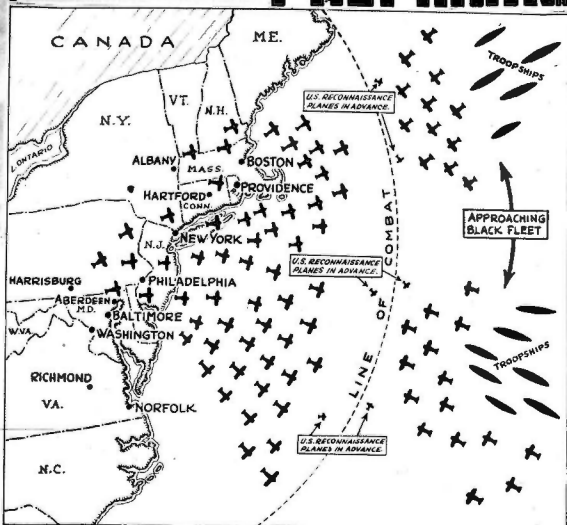 CANADA
ME.
VT.
N.H.
N.Y.
L. ONTARIO
ALBANY
MASS.
BOSTON
HARTFORD
CONN.
PROVIDENCE
N.J.
NEW YORK
HARRISBURG
PHILADELPHIA
ABERDEEN
M.D.
BALTIMORE
W.VA.
WASHINGTON
RICHMOND
VA.
NORFOLK
N.C.
U.S. RECONNAISSANCE
PLANES IN ADVANCE.
U.S. RECONNAISSANCE
PLANES IN ADVANCE.
U.S. RECONNAISSANCE
PLANES IN ADVANCE.
LINE OF COMBAT
TROOPSHIPS
APPROACHING
BLACK FLEET
TROOPSHIPS